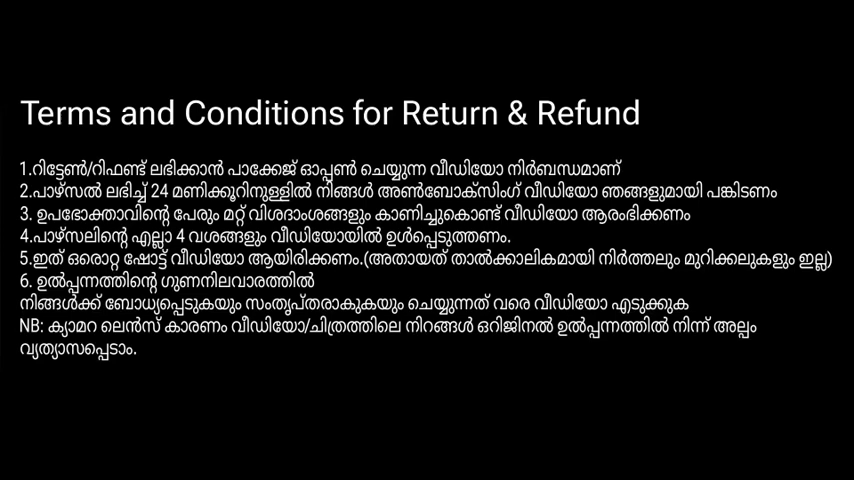 Terms and Conditions for Return & Refund
1.റിട്ടേൺ/റിഫണ്ട് ലഭിക്കാൻ പാക്കേജ് ഓപ്പൺ ചെയ്യുന്ന വീഡിയോ നിർബന്ധമാണ്
2.പാഴ്സൽ ലഭിച്ച് 24 മണിക്കൂറിനുള്ളിൽ നിങ്ങൾ അൺബോക്സിംഗ് വീഡിയോ ഞങ്ങളുമായി പങ്കിടണം
3. ഉപഭോക്താവിന്റെ പേരും മറ്റ് വിശദാംശങ്ങളും കാണിച്ചുകൊണ്ട് വീഡിയോ ആരംഭിക്കണം
4.പാഴ്സലിന്റെ എല്ലാ 4 വശങ്ങളും വീഡിയോയിൽ ഉൾപ്പെടുത്തണം.
5.ഇത് ഒരൊറ്റ ഷോട്ട് വീഡിയോ ആയിരിക്കണം.(അതായത് താൽക്കാലികമായി നിർത്തലും മുറിക്കലുകളും ഇല്ല)
6. ഉൽപ്പന്നത്തിന്റെ ഗുണനിലവാരത്തിൽ
നിങ്ങൾക്ക് ബോധ്യപ്പെടുകയും സംതൃപ്തരാകുകയും ചെയ്യുന്നത് വരെ വീഡിയോ എടുക്കുക
NB: ക്യാമറ ലെൻസ് കാരണം വീഡിയോ/ചിത്രത്തിലെ നിറങ്ങൾ ഒറിജിനൽ ഉൽപ്പന്നത്തിൽ നിന്ന് അല്പം
വ്യത്യാസപ്പെടാം.